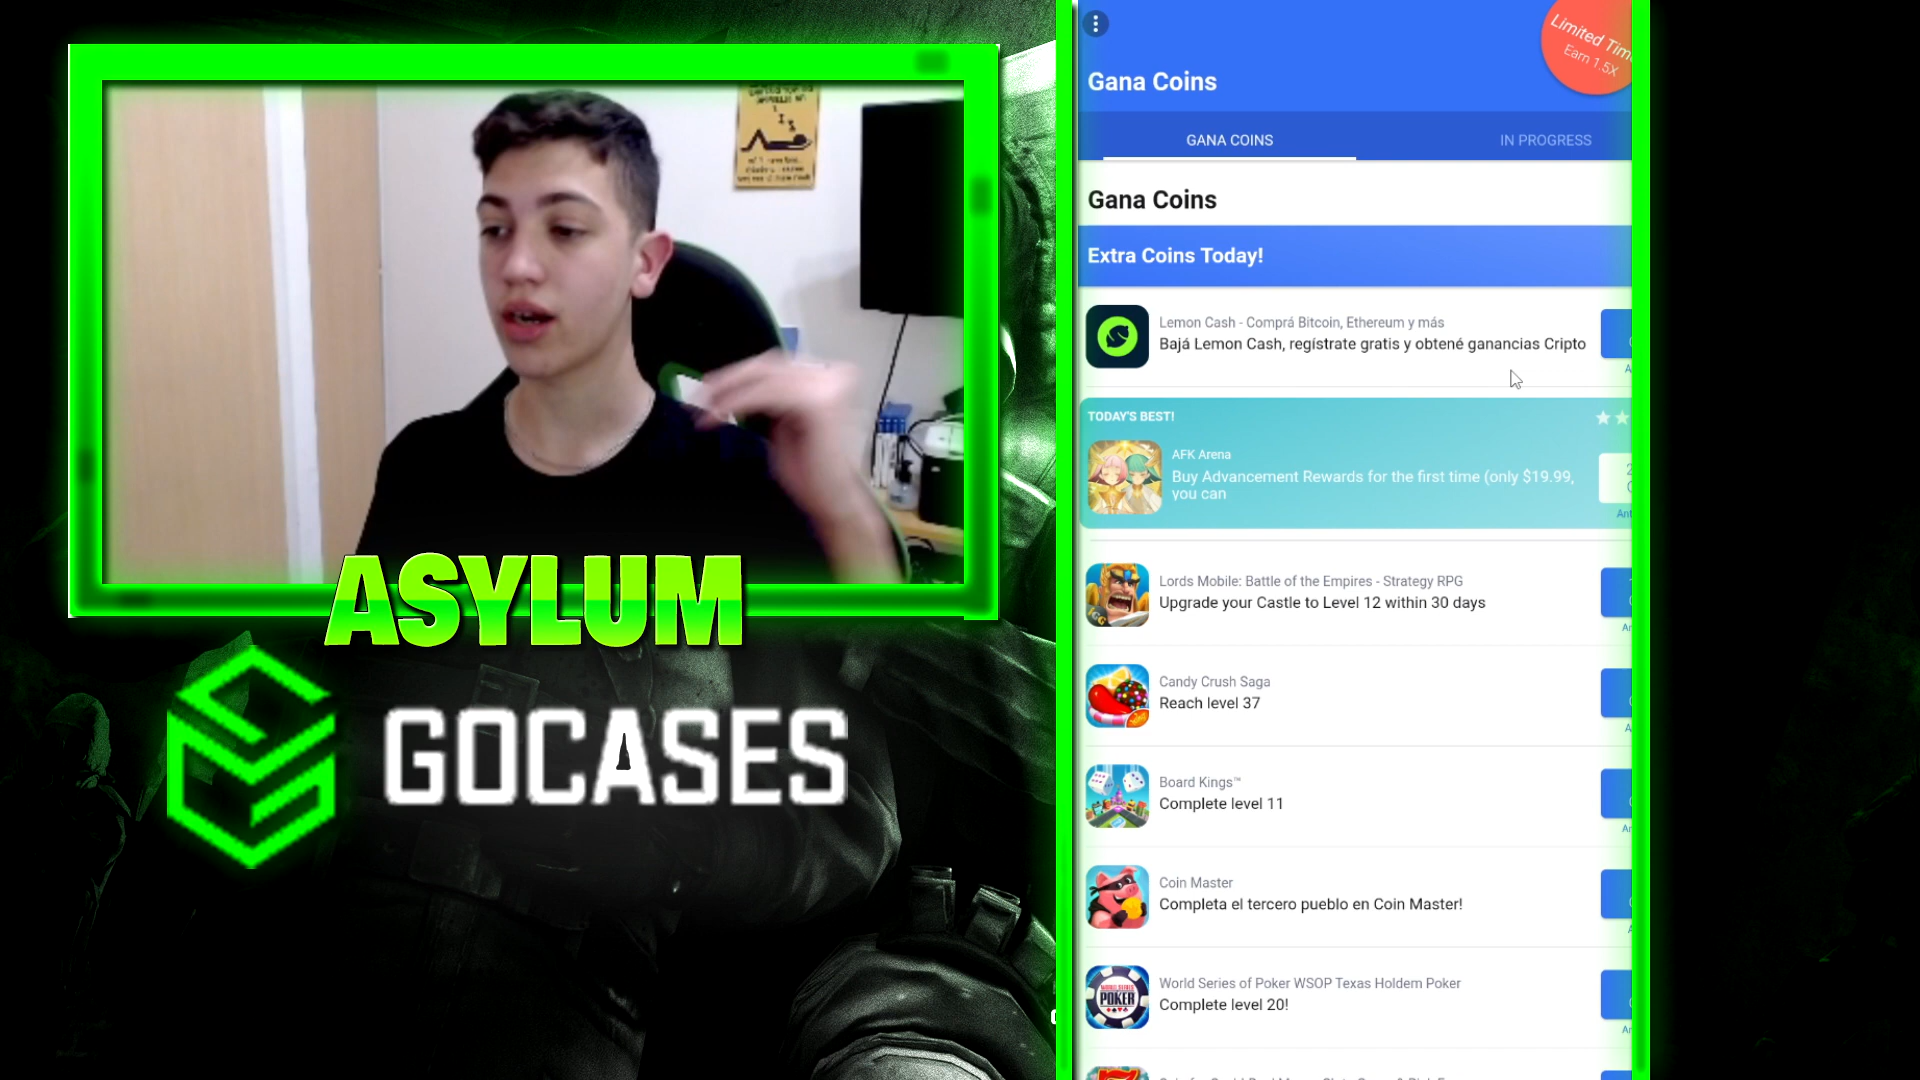 ASYLUM
GOCASES
Limited Tim
Earn 1.5X
Gana Coins
GANA COINS
IN PROGRESS
Gana Coins
Extra Coins Today!
Lemon Cash - Comprá Bitcoin, Ethereum y más
Bajá Lemon Cash, regístrate gratis y obtené ganancias Cripto
TODAY'S BEST!
AFK Arena
Buy Advancement Rewards for the first time (only $19.99,
you can
Lords Mobile: Battle of the Empires - Strategy RPG
Upgrade your Castle to Level 12 within 30 days
Candy Crush Saga
Reach level 37
Board Kings™
Complete level 11
Coin Master
Completa el tercero pueblo en Coin Master!
World Series of Poker WSOP Texas Holdem Poker
POKER
Complete level 20!